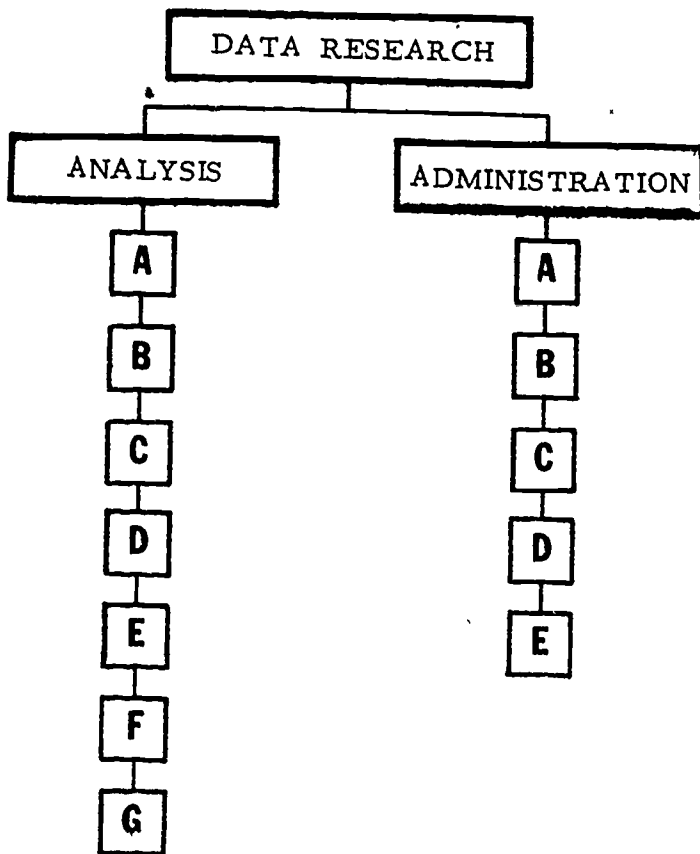 DATA RESEARCH
ANALYSIS
A
B
C
D
E
F
G
ADMINISTRATION
A
B
C
D
E